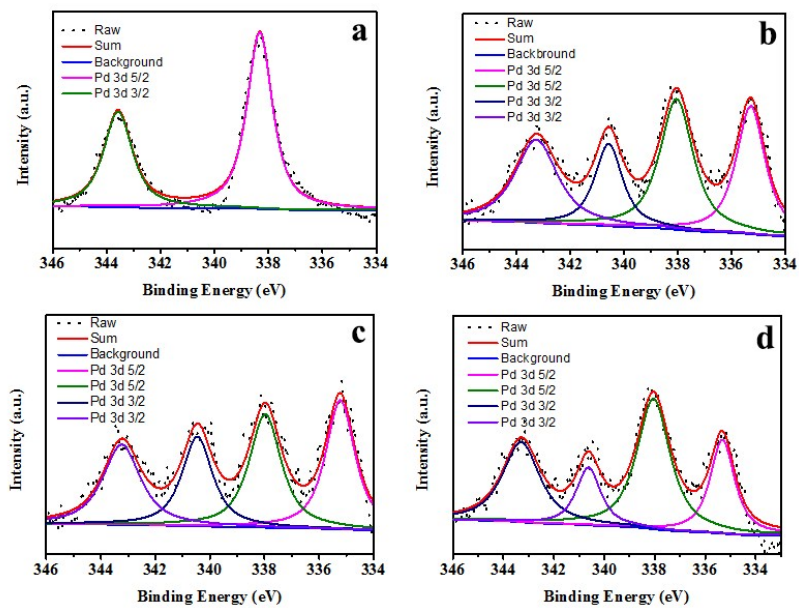 a
Raw
Sum
Background
Pd 3d 5/2
Pd 3d 3/2
Intensity (a.u.)
346 344 342 340 338 336 334
Binding Energy (eV)
b
Raw
Sum
Backbround
Pd 3d 5/2
Pd 3d 5/2
Pd 3d 3/2
Pd 3d 3/2
Intensity (a.u.)
346 344 342 340 338 336 334
Binding Energy (eV)
c
Raw
Sum
Background
Pd 3d 5/2
Pd 3d 5/2
Pd 3d 3/2
Pd 3d 3/2
Intensity (a.u.)
346 344 342 340 338 336 334
Binding Energy (eV)
d
Raw
Sum
Background
Pd 3d 5/2
Pd 3d 5/2
Pd 3d 3/2
Pd 3d 3/2
Intensity (a.u.)
346 344 342 340 338 336 334
Binding Energy (eV)